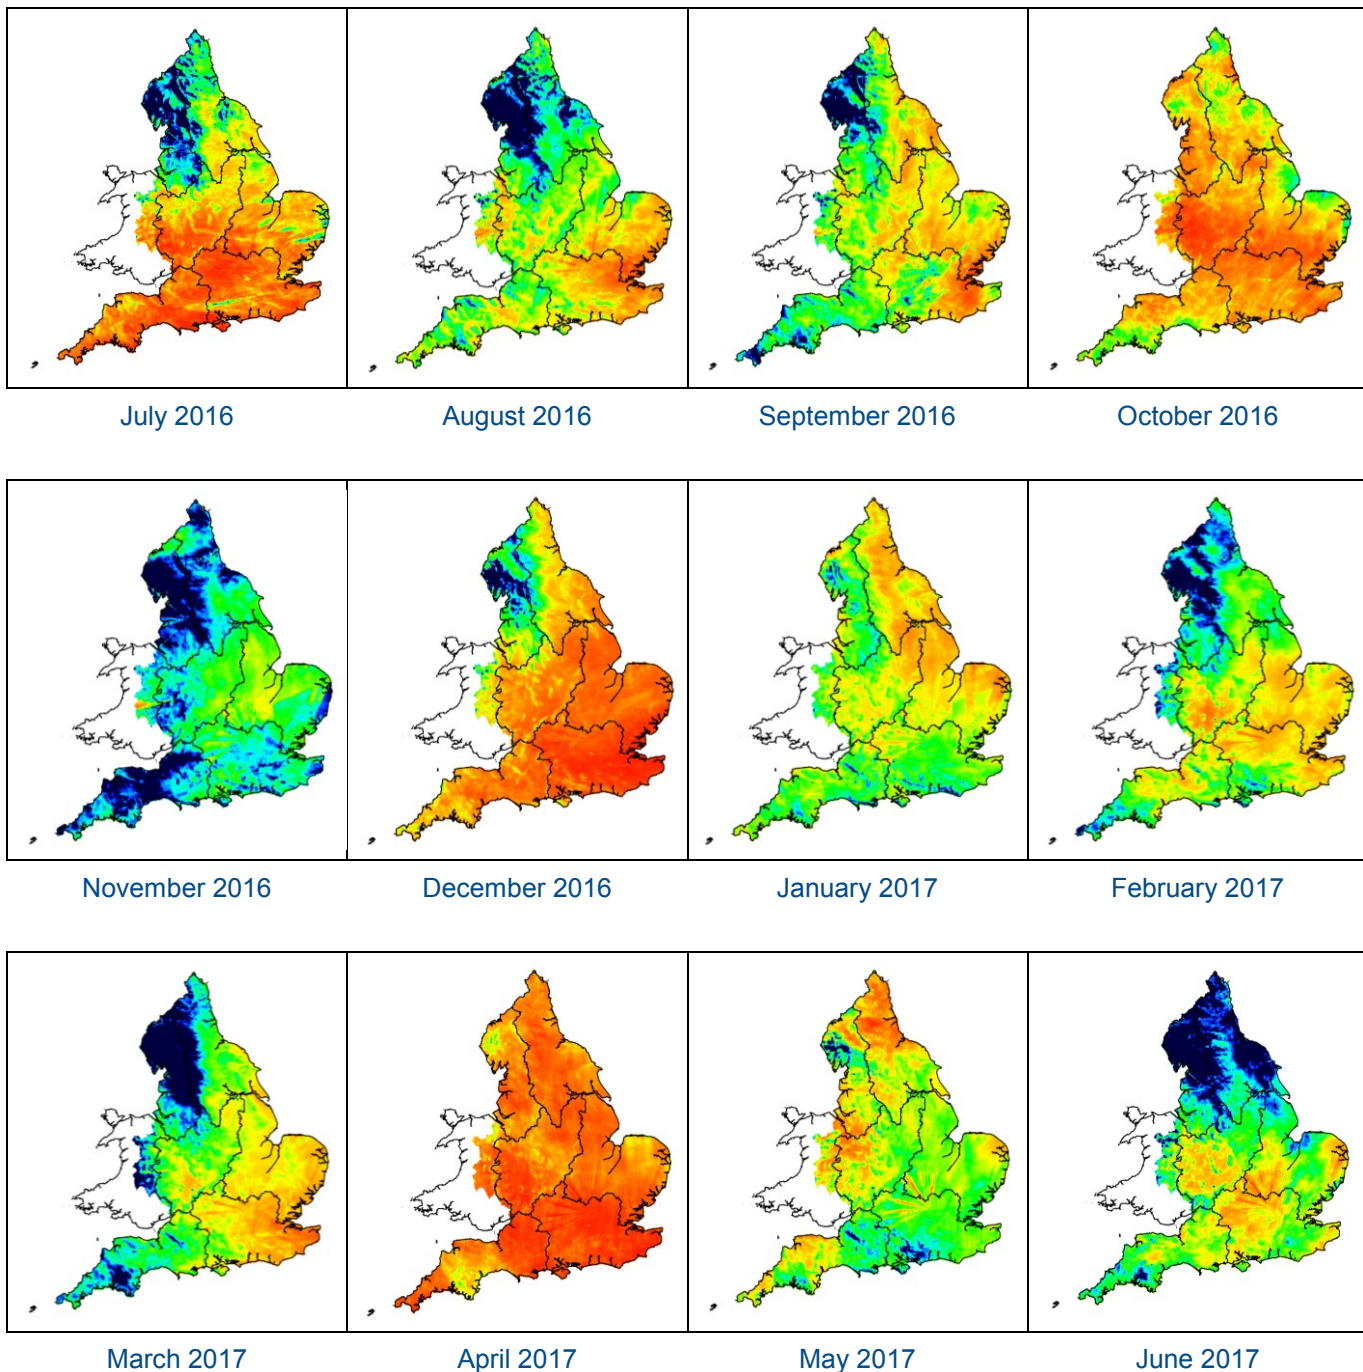 July 2016
August 2016
September 2016
October 2016
November 2016
December 2016
January 2017
February 2017
March 2017
April 2017
May 2017
June 2017